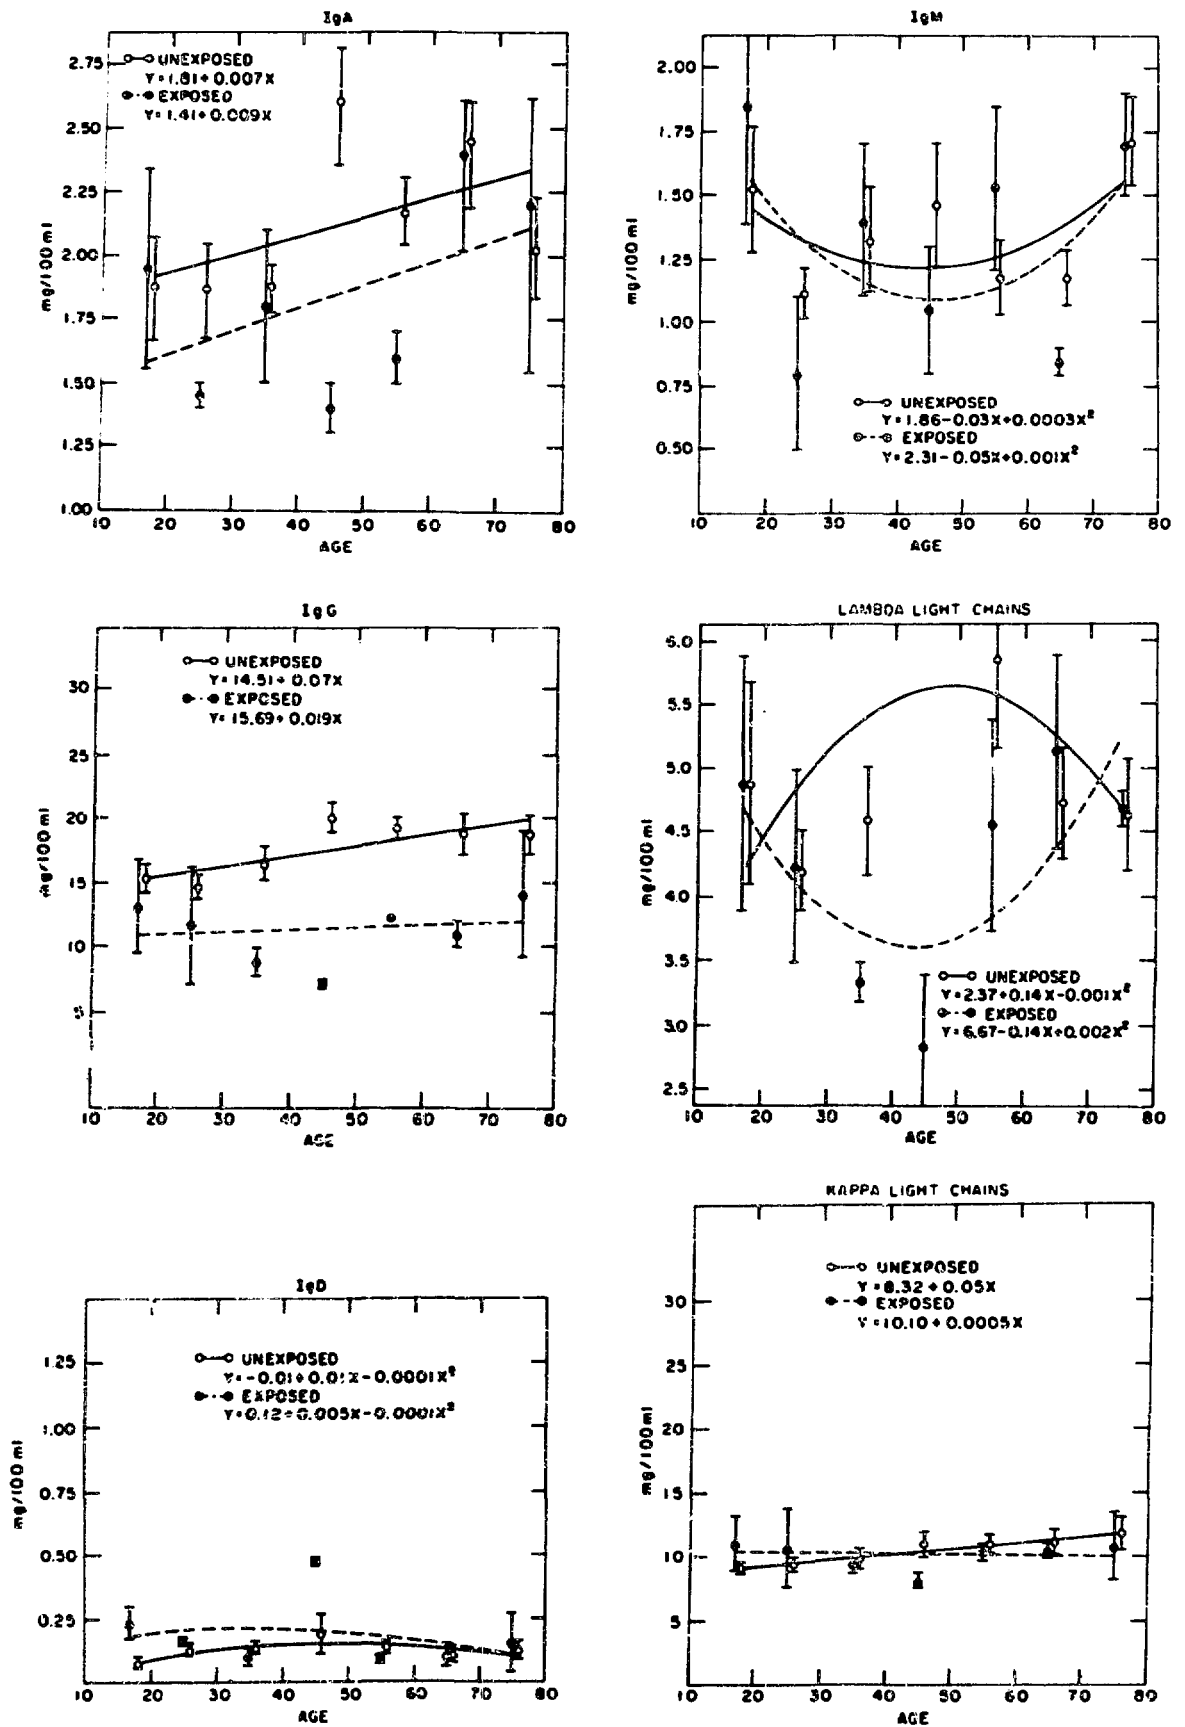 IgA
2.75
2.50
2.25
2.00
1.75
1.50
1.25
1.00
mg/100 ml
UNEXPOSED
Y=1.81+0.007X
EXPOSED
Y=1.41+0.009X
10 20 30 40 50 60 70 80
AGE
IgM
2.00
1.75
1.50
1.25
1.00
0.75
0.50
mg/100ml
UNEXPOSED
Y=1.86-0.03X+0.0003X²
EXPOSED
Y=2.31-0.05X+0.001X²
10 20 30 40 50 60 70 80
AGE
IgG
30
25
20
15
10
5
mg/100 ml
UNEXPOSED
Y=14.51+0.07X
EXPOSED
Y=15.69+0.019X
10 20 30 40 50 60 70 80
AGE
LAMBDA LIGHT CHAINS
6.0
5.5
5.0
4.5
4.0
3.5
3.0
2.5
mg/100 ml
UNEXPOSED
Y=2.37+0.14X-0.001X²
EXPOSED
Y=6.67-0.14X+0.002X²
10 20 30 40 50 60 70 80
AGE
IgD
1.25
1.00
0.75
0.50
0.25
mg/100 ml
UNEXPOSED
Y=-0.01+0.01X-0.0001X²
EXPOSED
Y=0.12+0.005X-0.0001X²
10 20 30 40 50 60 70 80
AGE
KAPPA LIGHT CHAINS
30
25
20
15
10
5
mg/100ml
UNEXPOSED
Y=8.32+0.05X
EXPOSED
Y=10.10+0.0005X
10 20 30 40 50 60 70 80
AGE